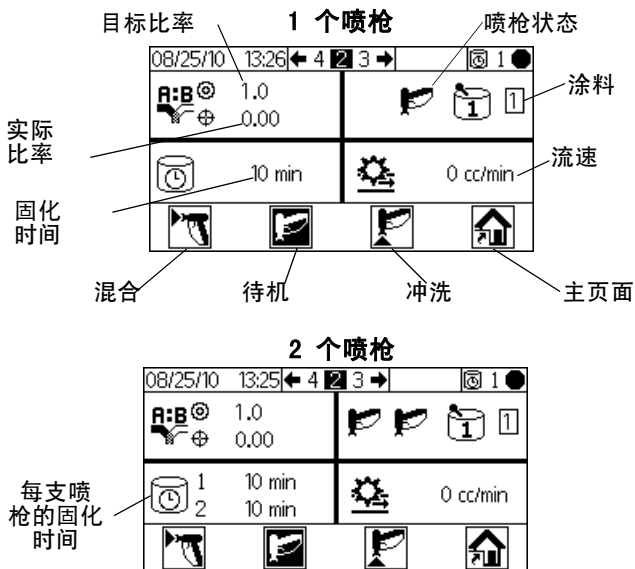 目标比率 1 个喷枪 喷枪状态
08/25/10 13:26 4 2 3 1
A:B 1.0 1 1 涂料
0.00
实际
比率
10 min 0 cc/min 流速
固化
时间
混合 待机 冲洗 主页面
2 个喷枪
08/25/10 13:25 4 2 3 1
A:B 1.0 1 1
0.00
1 10 min 0 cc/min
2 10 min
每支喷
枪的固化
时间